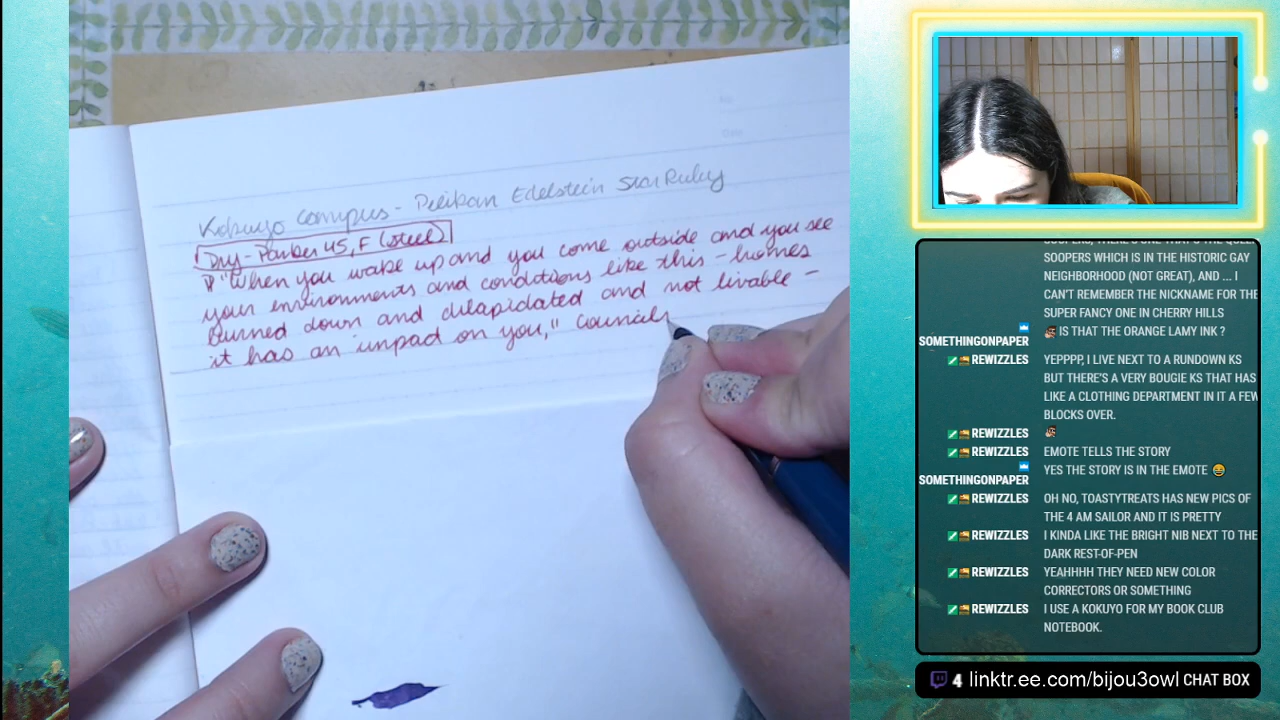 Kokuyo Campus - Pelikan Edelstein Star Ruby
Dry - Parker 45, F (steel)
"When you wake up and you come outside and you see
your environments and conditions like this - homes
burned down and dilapidated and not livable -
it has an impact on you," Council
SOOPERS WHICH IS IN THE HISTORIC GAY
NEIGHBORHOOD (NOT GREAT), AND ... I
CAN'T REMEMBER THE NICKNAME FOR THE
SUPER FANCY ONE IN CHERRY HILLS
SOMETHINGONPAPER IS THAT THE ORANGE LAMY INK ?
REWIZZLES YEPPPP, I LIVE NEXT TO A RUNDOWN KS
BUT THERE'S A VERY BOUGIE KS THAT HAS
LIKE A CLOTHING DEPARTMENT IN IT A FEW
BLOCKS OVER.
REWIZZLES
REWIZZLES EMOTE TELLS THE STORY
SOMETHINGONPAPER YES THE STORY IS IN THE EMOTE
REWIZZLES OH NO, TOASTYTREATS HAS NEW PICS OF
THE 4 AM SAILOR AND IT IS PRETTY
REWIZZLES I KINDA LIKE THE BRIGHT NIB NEXT TO THE
DARK REST-OF-PEN
REWIZZLES YEAHHHH THEY NEED NEW COLOR
CORRECTORS OR SOMETHING
REWIZZLES I USE A KOKUYO FOR MY BOOK CLUB
NOTEBOOK.
4 linktr.ee.com/bijou3owl CHAT BOX